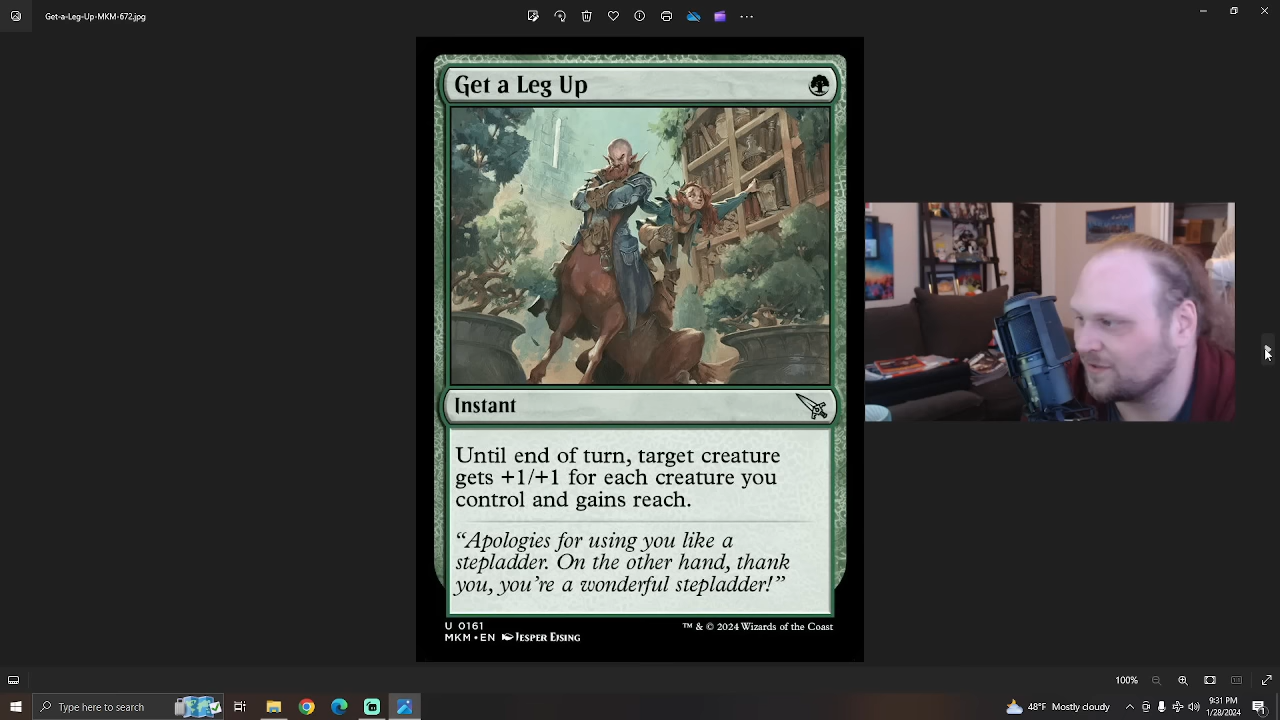 Get-a-Leg-Up-MKM-672.jpg
Get a Leg Up
Instant
Until end of turn, target creature
gets +1/+1 for each creature you
control and gains reach.
“Apologies for using you like a
stepladder. On the other hand, thank
you, you’re a wonderful stepladder!”
U 0161
MKM • EN JESPER EJSING
™ & © 2024 Wizards of the Coast
100%
Type here to search
48°F Mostly cloudy
9:31 PM
1/28/2024